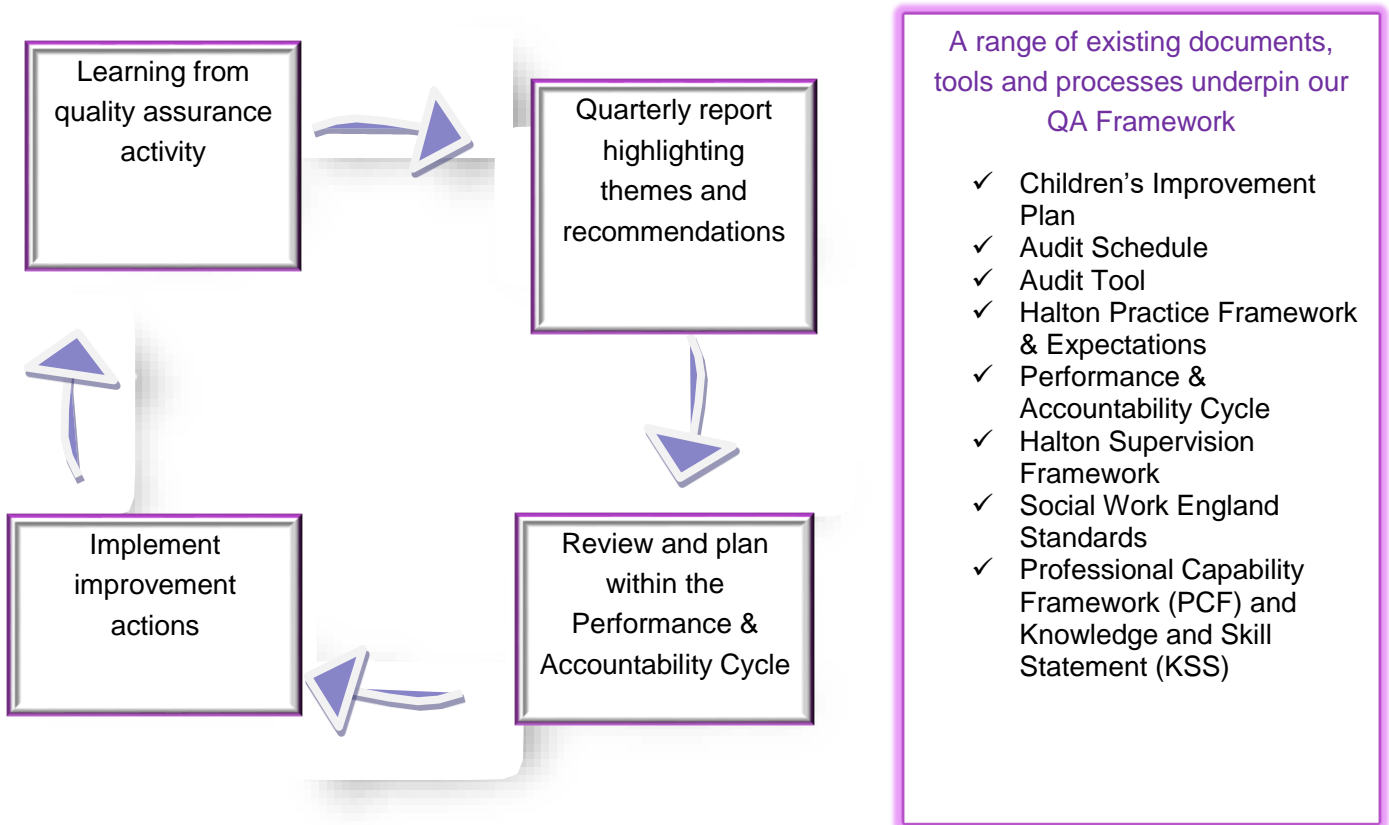 Learning from
quality assurance
activity
Quarterly report
highlighting
themes and
recommendations
Review and plan
within the
Performance &
Accountability Cycle
Implement
improvement
actions
A range of existing documents,
tools and processes underpin our
QA Framework
✓ Children’s Improvement
Plan
✓ Audit Schedule
✓ Audit Tool
✓ Halton Practice Framework
& Expectations
✓ Performance &
Accountability Cycle
✓ Halton Supervision
Framework
✓ Social Work England
Standards
✓ Professional Capability
Framework (PCF) and
Knowledge and Skill
Statement (KSS)